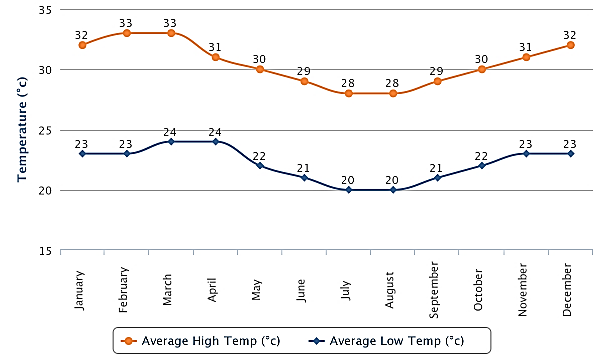 35
33 33
32 32
31 31
30 30 30
29 29
28 28
25
24 24
23 23 23 23
22 22
21 21
20 20 20
15
Temperature (°c)
January February March April May June July August September October November December
Average High Temp (°c) Average Low Temp (°c)